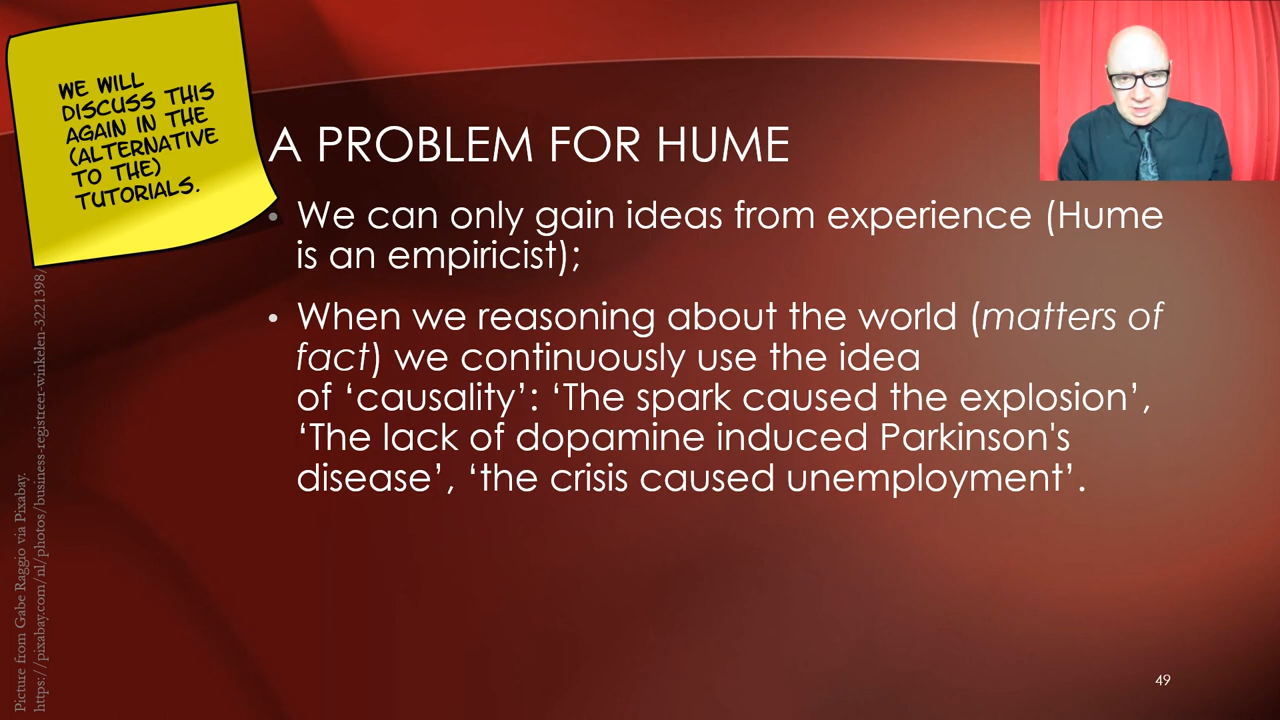 WE WILL
DISCUSS THIS
AGAIN IN THE
(ALTERNATIVE
TO THE)
TUTORIALS.
A PROBLEM FOR HUME
• We can only gain ideas from experience (Hume
is an empiricist);
• When we reasoning about the world (matters of
fact) we continuously use the idea
of ‘causality’: ‘The spark caused the explosion’,
‘The lack of dopamine induced Parkinson's
disease’, ‘the crisis caused unemployment’.
Picture from Gabe Raggio via Pixabay.
https://pixabay.com/nl/photos/business-registreer-winkelen-3221398/
49